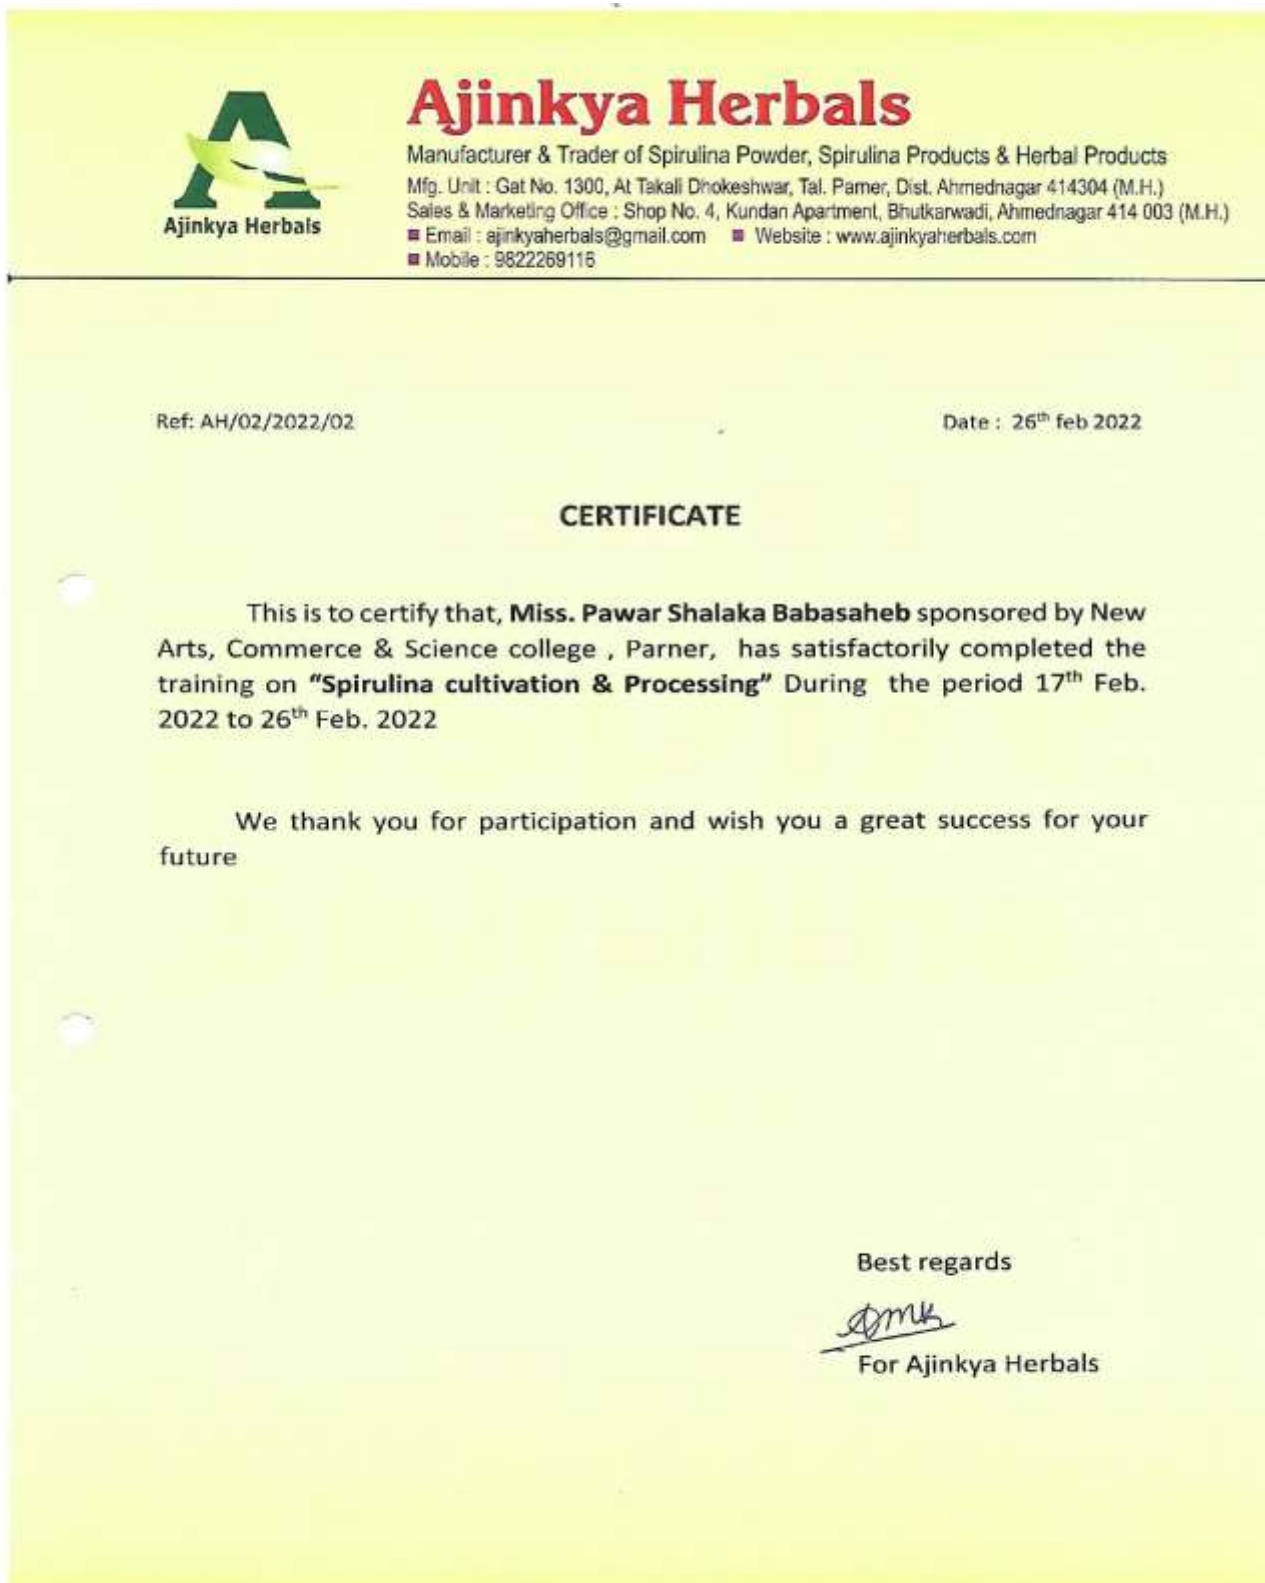 Ajinkya Herbals
Ajinkya Herbals
Manufacturer & Trader of Spirulina Powder, Spirulina Products & Herbal Products
Mfg. Unit : Gat No. 1300, At Takali Dhokeshwar, Tal. Parner, Dist. Ahmednagar 414304 (M.H.)
Sales & Marketing Office : Shop No. 4, Kundan Apartment, Bhutkarwadi, Ahmednagar 414 003 (M.H.)
Email : ajinkyaherbals@gmail.com Website : www.ajinkyaherbals.com
Mobile : 9822269116
Ref: AH/02/2022/02 Date : 26th feb 2022
CERTIFICATE
This is to certify that, Miss. Pawar Shalaka Babasaheb sponsored by New
Arts, Commerce & Science college , Parner, has satisfactorily completed the
training on “Spirulina cultivation & Processing” During the period 17th Feb.
2022 to 26th Feb. 2022
We thank you for participation and wish you a great success for your
future
Best regards
For Ajinkya Herbals